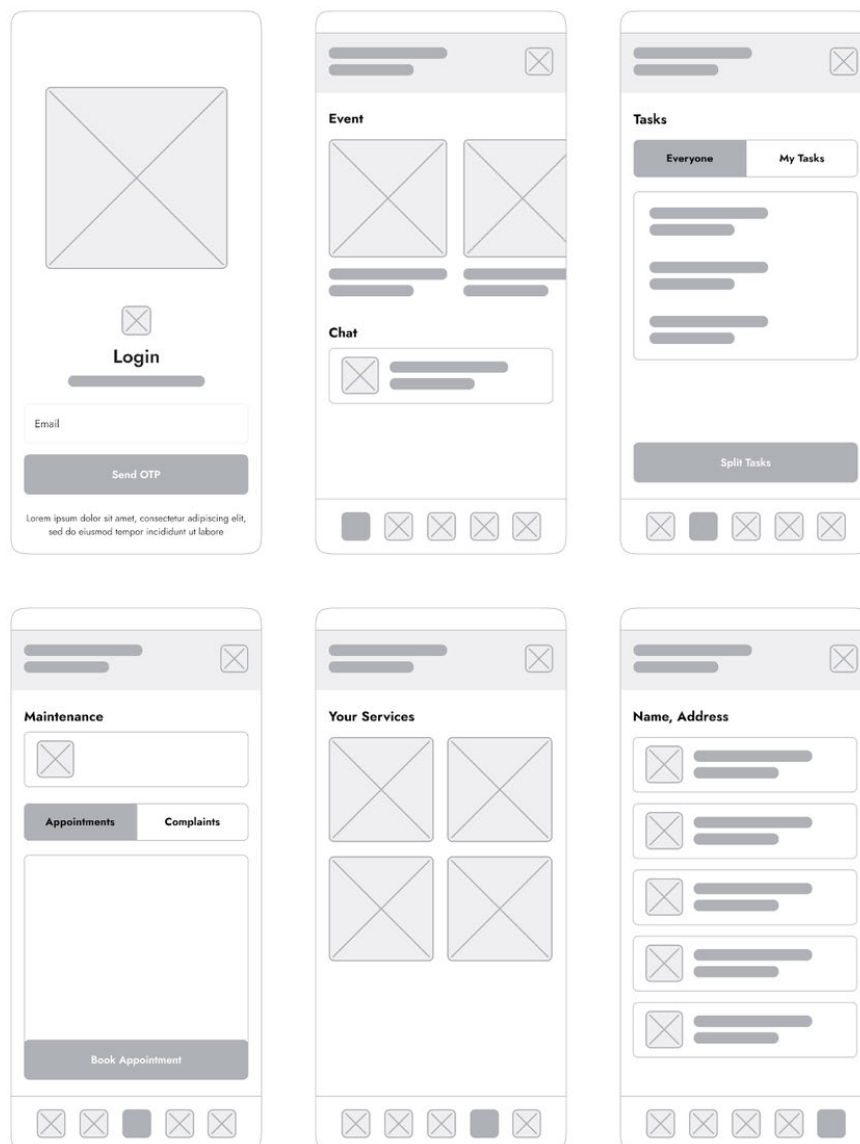 Login
Email
Send OTP
Lorem ipsum dolor sit amet, consectetur adipiscing elit,
sed do eiusmod tempor incididunt ut labore
Event
Chat
Tasks
Everyone
My Tasks
Split Tasks
Maintenance
Appointments
Complaints
Book Appointment
Your Services
Name, Address